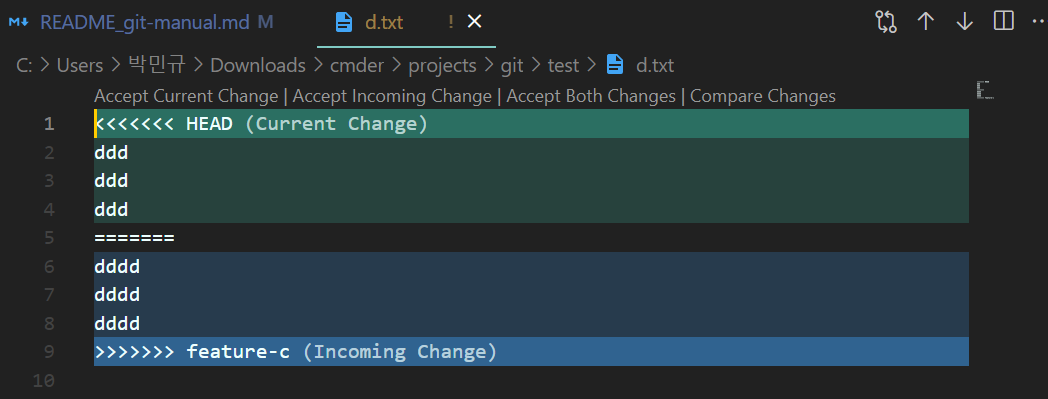 README_git-manual.md M d.txt ! ×
C: > Users > 박민규 > Downloads > cmder > projects > git > test > d.txt
Accept Current Change | Accept Incoming Change | Accept Both Changes | Compare Changes
1 <<<<<<< HEAD (Current Change)
2 ddd
3 ddd
4 ddd
5 =======
6 dddd
7 dddd
8 dddd
9 >>>>>>> feature-c (Incoming Change)
10